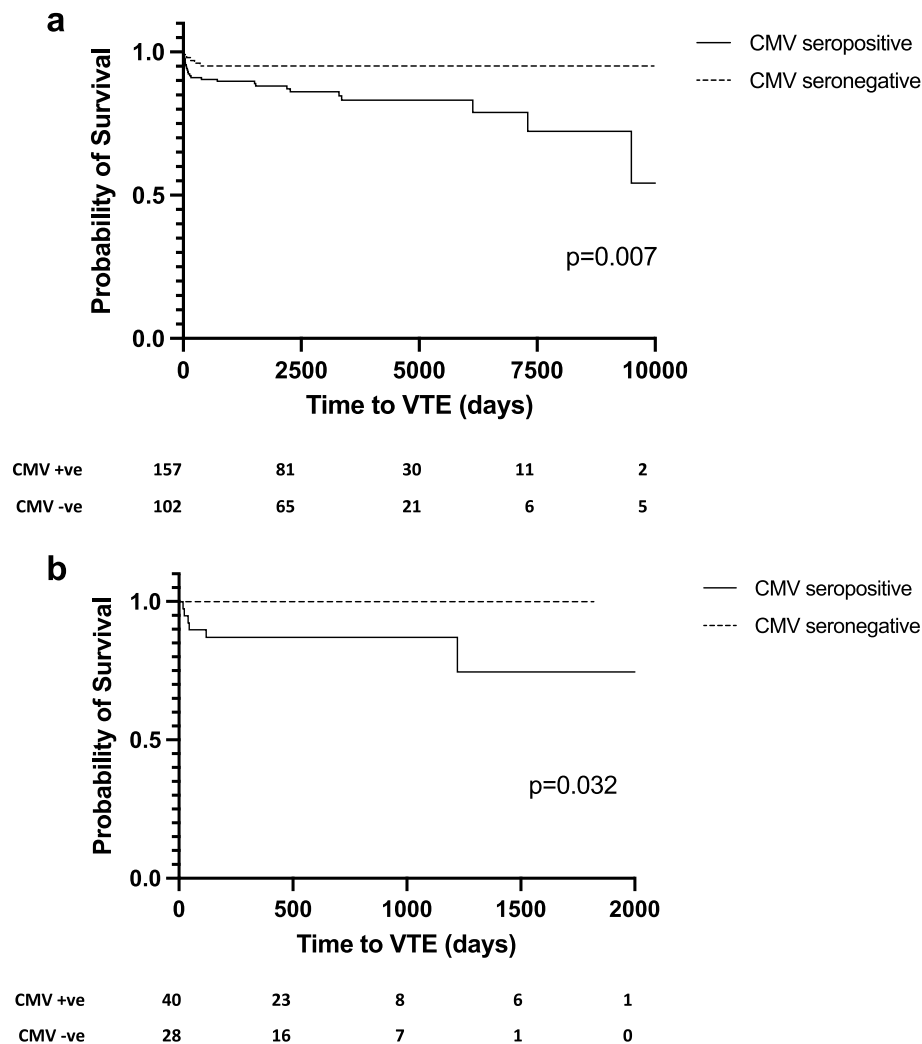 a
CMV seropositive
CMV seronegative
Probability of Survival
1.0
0.5
0.0
p=0.007
0 2500 5000 7500 10000
Time to VTE (days)
CMV +ve 157 81 30 11 2
CMV -ve 102 65 21 6 5
b
CMV seropositive
CMV seronegative
Probability of Survival
1.0
0.5
0.0
p=0.032
0 500 1000 1500 2000
Time to VTE (days)
CMV +ve 40 23 8 6 1
CMV -ve 28 16 7 1 0